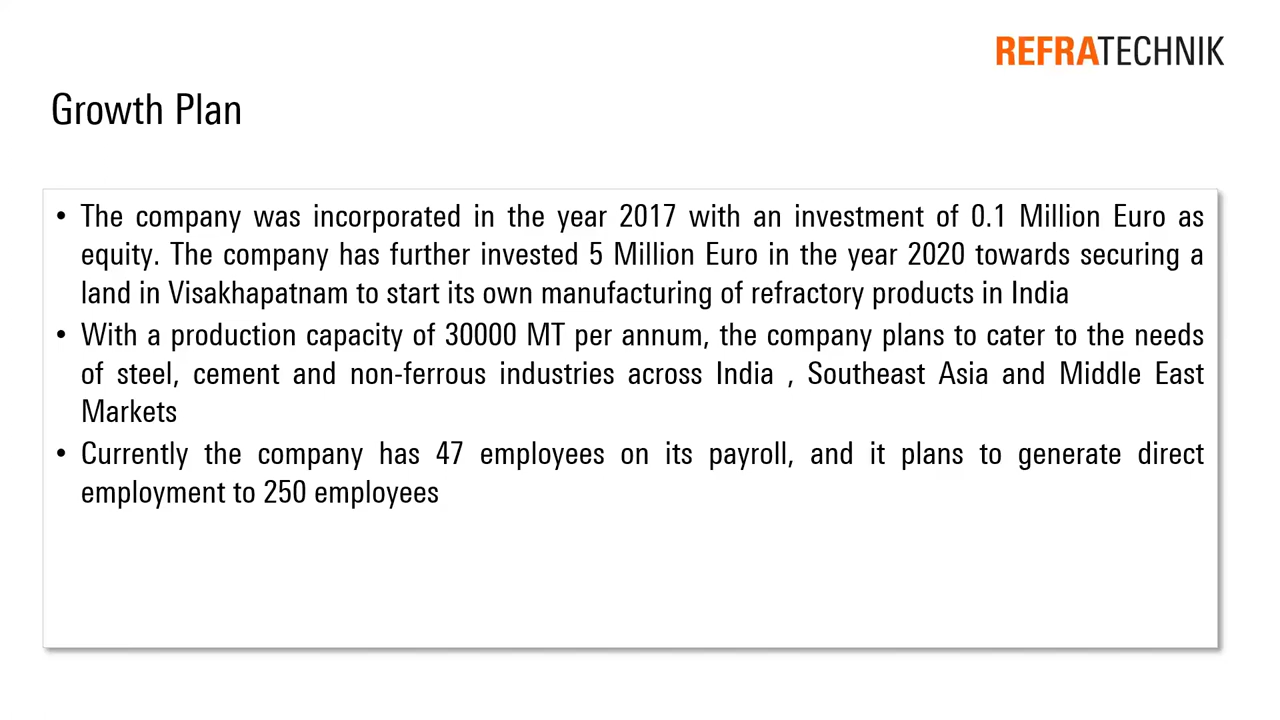 REFRATECHNIK
Growth Plan
• The company was incorporated in the year 2017 with an investment of 0.1 Million Euro as
equity. The company has further invested 5 Million Euro in the year 2020 towards securing a
land in Visakhapatnam to start its own manufacturing of refractory products in India
• With a production capacity of 30000 MT per annum, the company plans to cater to the needs
of steel, cement and non-ferrous industries across India , Southeast Asia and Middle East
Markets
• Currently the company has 47 employees on its payroll, and it plans to generate direct
employment to 250 employees